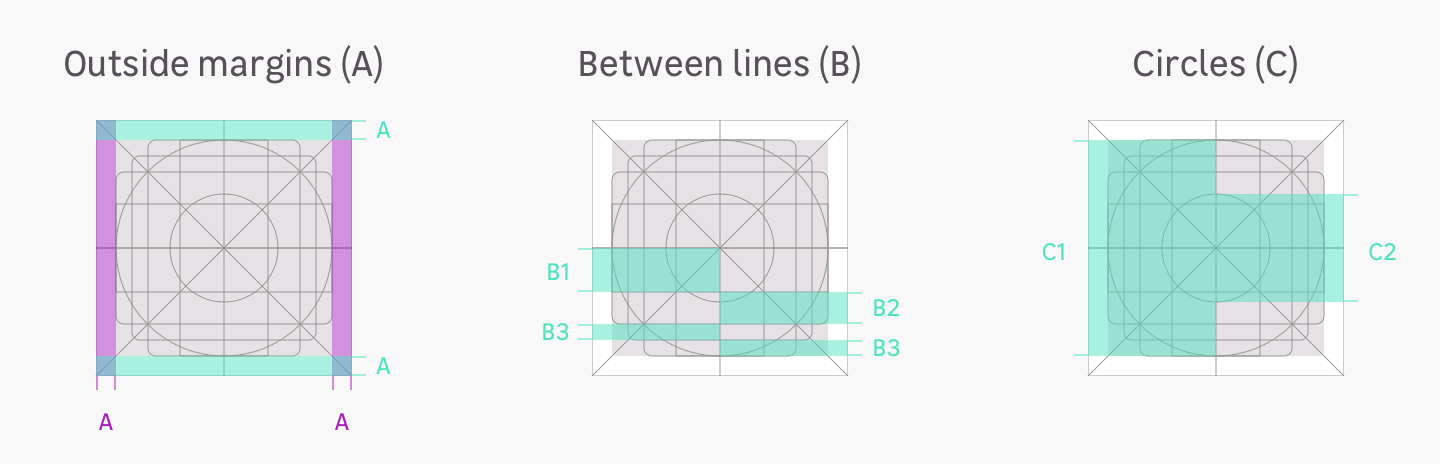 Outside margins (A)
Between lines (B)
Circles (C)
A
A
A
A
B1
B2
B3
B3
C1
C2